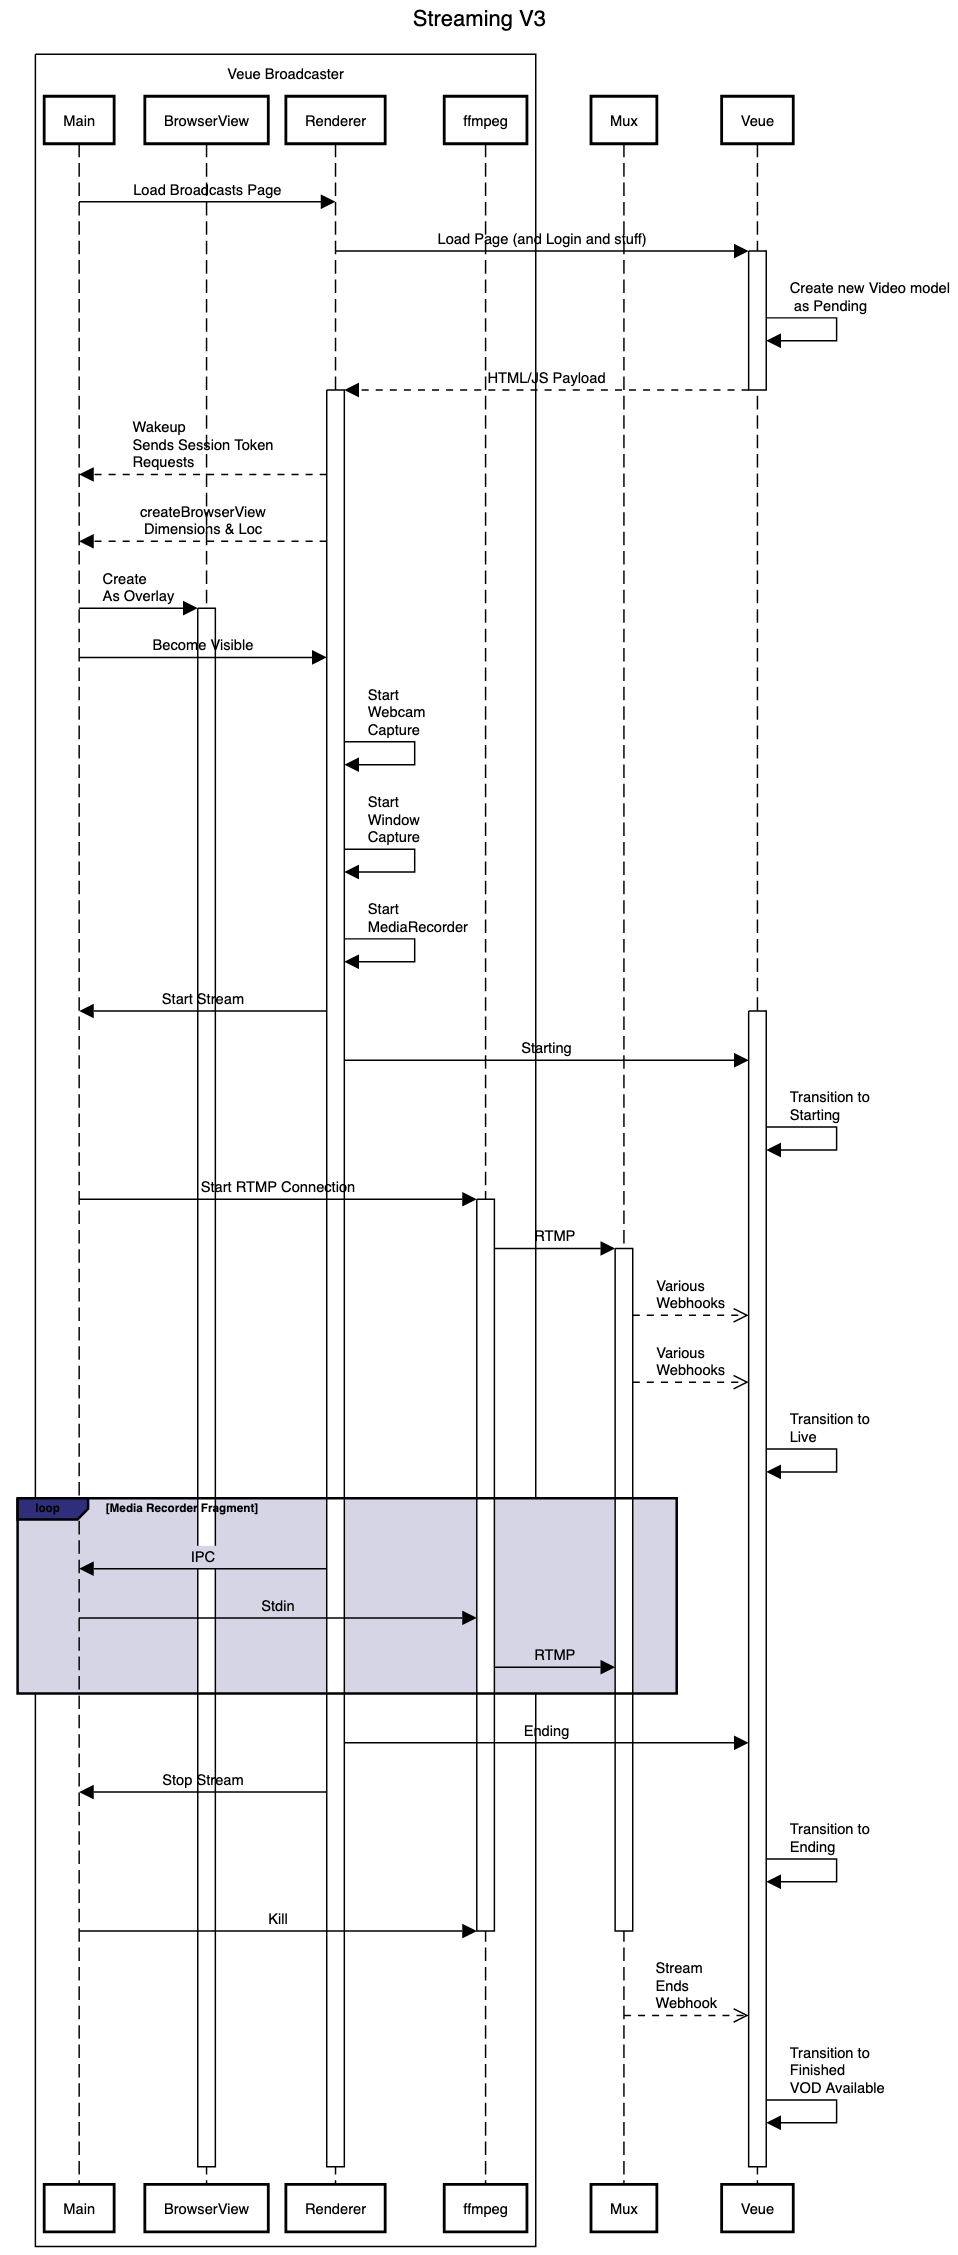 Streaming V3
Veue Broadcaster
Main
BrowserView
Renderer
ffmpeg
Mux
Veue
Load Broadcasts Page
Load Page (and Login and stuff)
Create new Video model
as Pending
HTML/JS Payload
Wakeup
Sends Session Token
Requests
createBrowserView
Dimensions & Loc
Create
As Overlay
Become Visible
Start
Webcam
Capture
Start
Window
Capture
Start
MediaRecorder
Start Stream
Starting
Transition to
Starting
Start RTMP Connection
RTMP
Various
Webhooks
Various
Webhooks
Transition to
Live
loop
[Media Recorder Fragment]
IPC
Stdin
RTMP
Ending
Stop Stream
Transition to
Ending
Kill
Stream
Ends
Webhook
Transition to
Finished
VOD Available
Main
BrowserView
Renderer
ffmpeg
Mux
Veue